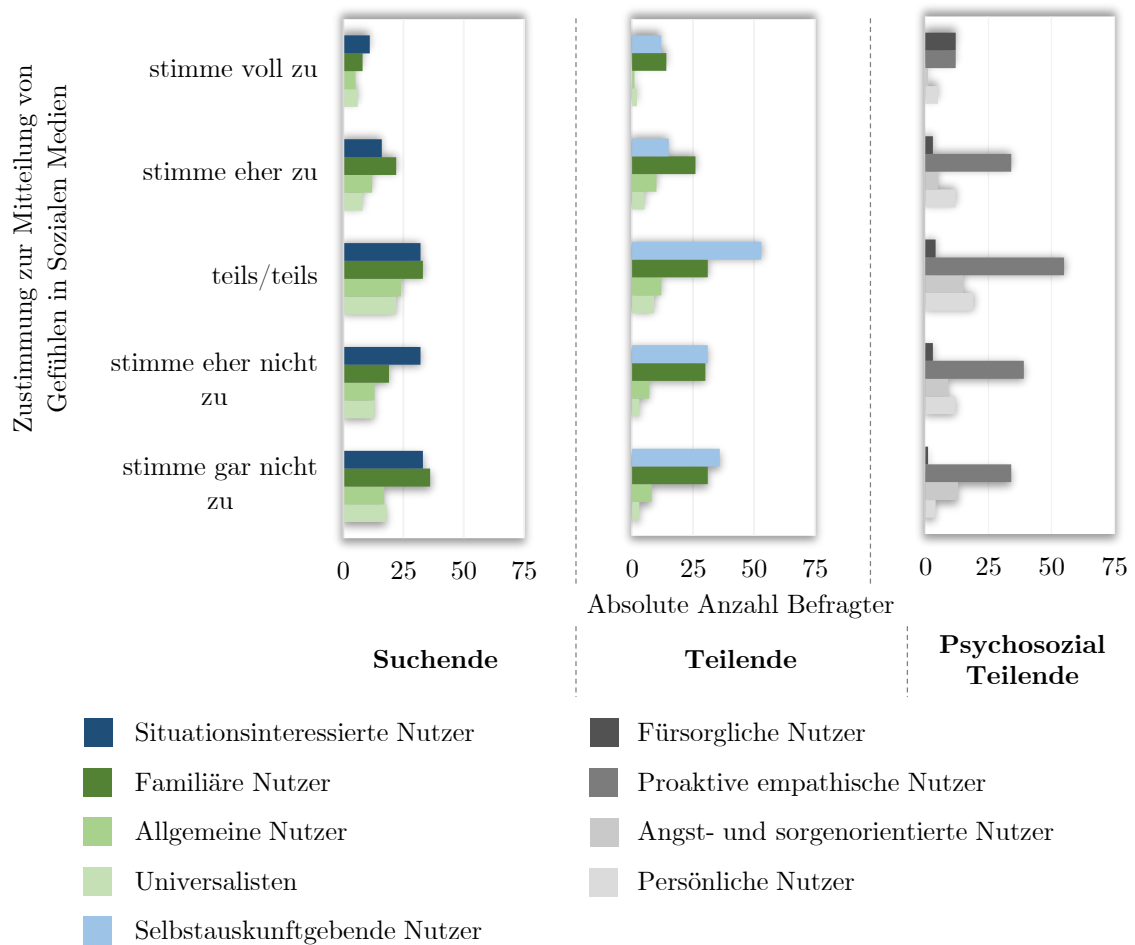 Zustimmung zur Mitteilung von
Gefühlen in Sozialen Medien
stimme voll zu
stimme eher zu
teils/teils
stimme eher nicht
zu
stimme gar nicht
zu
0 25 50 75 0 25 50 75 0 25 50 75
Absolute Anzahl Befragter
Suchende
Teilende
Psychosozial
Teilende
Situationsinteressierte Nutzer
Familiäre Nutzer
Allgemeine Nutzer
Universalisten
Selbstauskunftgebende Nutzer
Fürsorgliche Nutzer
Proaktive empathische Nutzer
Angst- und sorgenorientierte Nutzer
Persönliche Nutzer